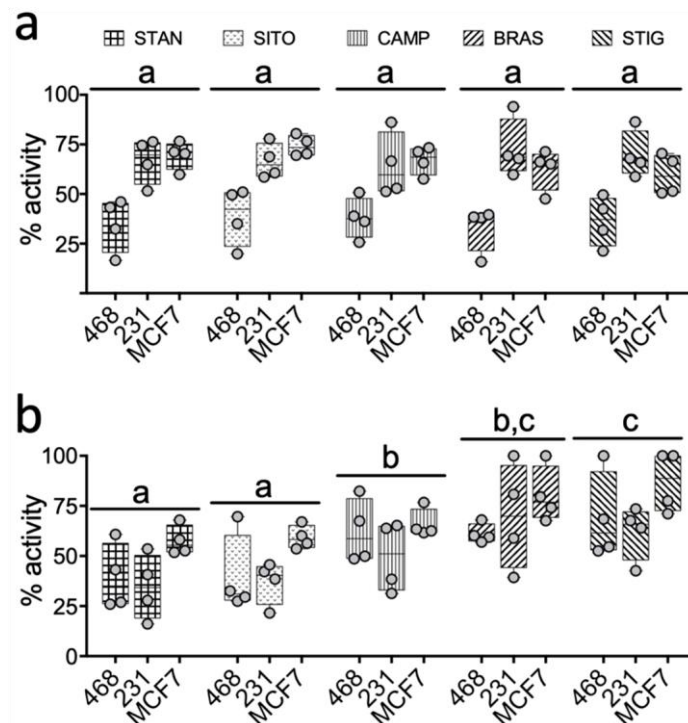 a
STAN SITO CAMP BRAS STIG
a a a a a
100
75
50
25
% activity
468 231 MCF7 468 231 MCF7 468 231 MCF7 468 231 MCF7 468 231 MCF7
b
a a b b,c c
100
75
50
25
0
% activity
468 231 MCF7 468 231 MCF7 468 231 MCF7 468 231 MCF7 468 231 MCF7